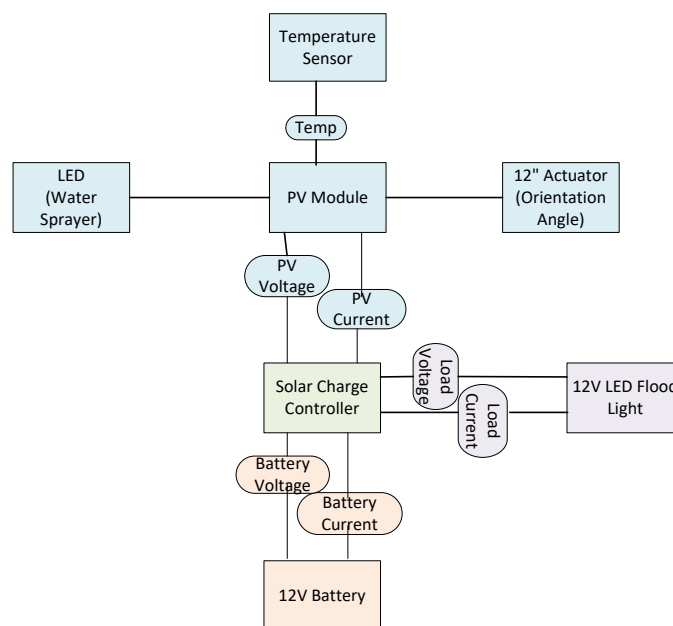 Temperature
Sensor
Temp
LED
(Water
Sprayer)
PV Module
12" Actuator
(Orientation
Angle)
PV
Voltage
PV
Current
Solar Charge
Controller
Load
Voltage
Load
Current
12V LED Flood
Light
Battery
Voltage
Battery
Current
12V Battery